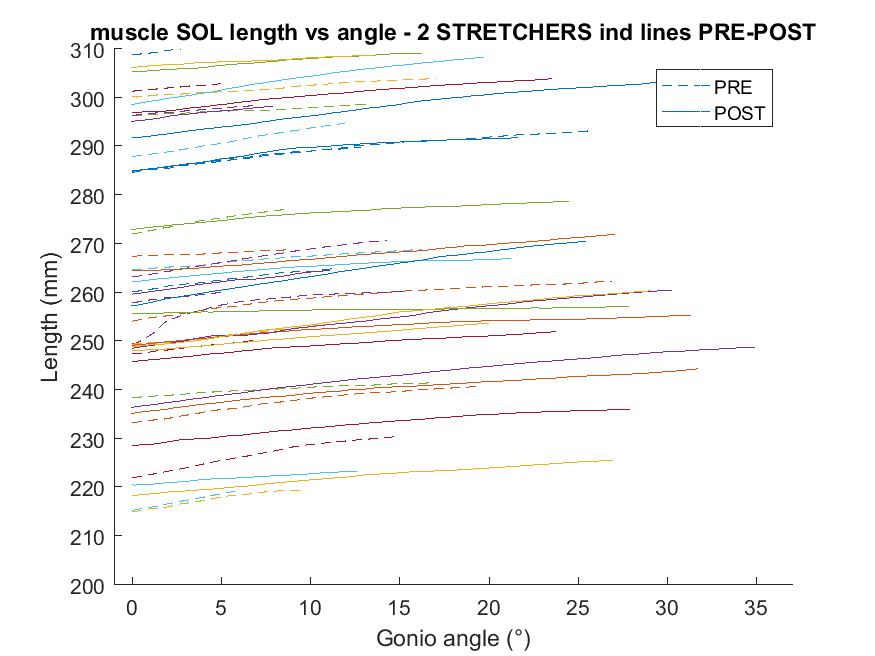 muscle SOL length vs angle - 2 STRETCHERS ind lines PRE-POST
310
300
290
280
270
260
250
240
230
220
210
200
Length (mm)
PRE
POST
0 5 10 15 20 25 30 35
Gonio angle (°)